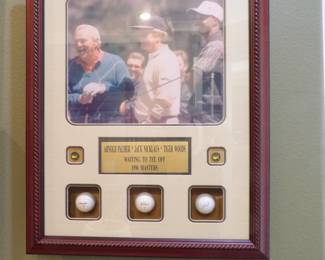 ARNOLD PALMER * JACK NICKLAUS * TIGER WOODS
WAITING TO TEE OFF
1996 MASTERS